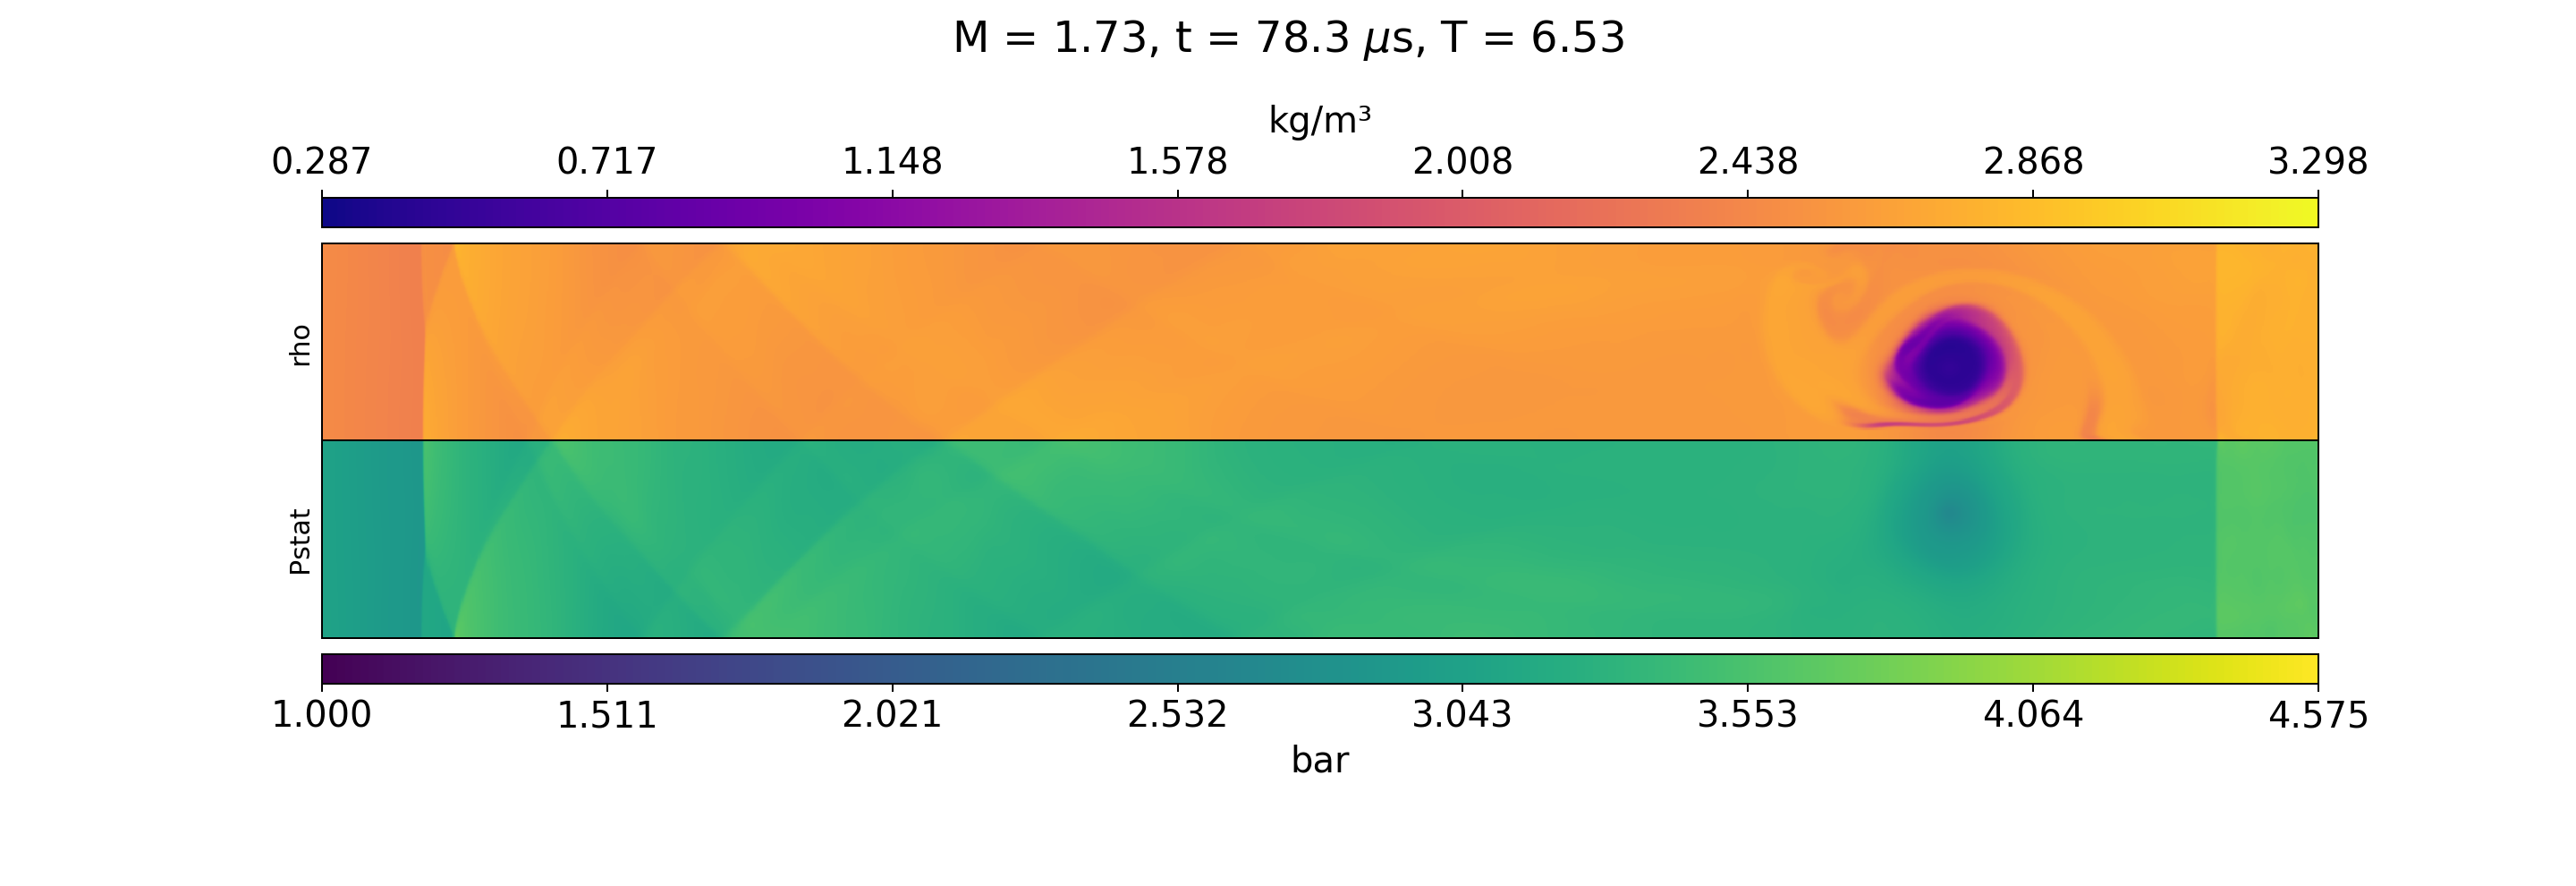 M = 1.73, t = 78.3 μs, T = 6.53
kg/m³
0.287 0.717 1.148 1.578 2.008 2.438 2.868 3.298
rho
Pstat
1.000 1.511 2.021 2.532 3.043 3.553 4.064 4.575
bar